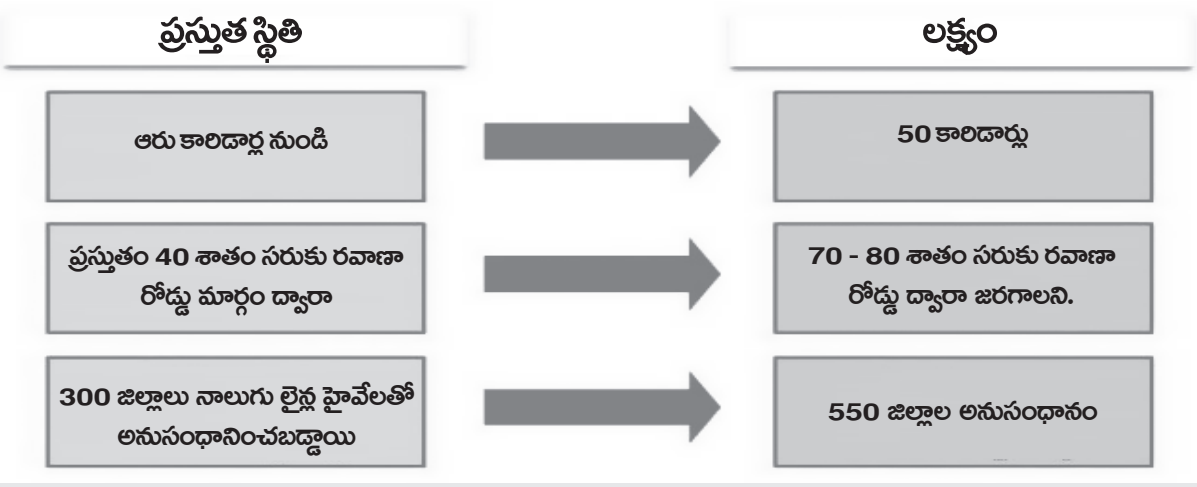 ప్రస్తుత స్థితి
లక్ష్యం
ఆరు కారిడార్ల నుండి
50 కారిడార్లు
ప్రస్తుతం 40 శాతం సరుకు రవాణా
రోడ్డు మార్గం ద్వారా
70 - 80 శాతం సరుకు రవాణా
రోడ్డు ద్వారా జరగాలని.
300 జిల్లాలు నాలుగు లైన్ల హైవేలతో
అనుసంధానించబడ్డాయి
550 జిల్లాల అనుసంధానం